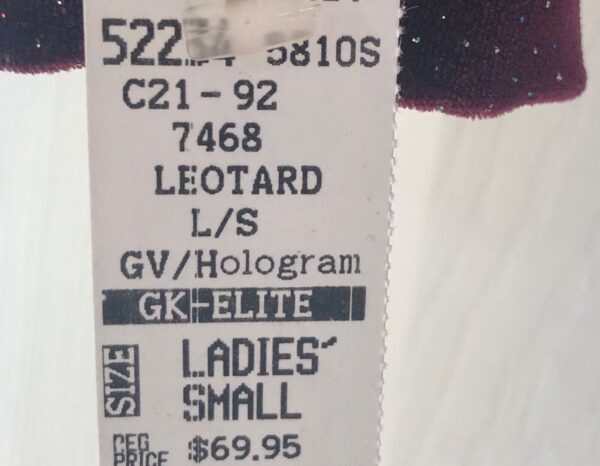 522 5810S
C21-92
7468
LEOTARD
L/S
GV/Hologram
GK-ELITE
SIZE
LADIES'
SMALL
REG
PRICE $69.95